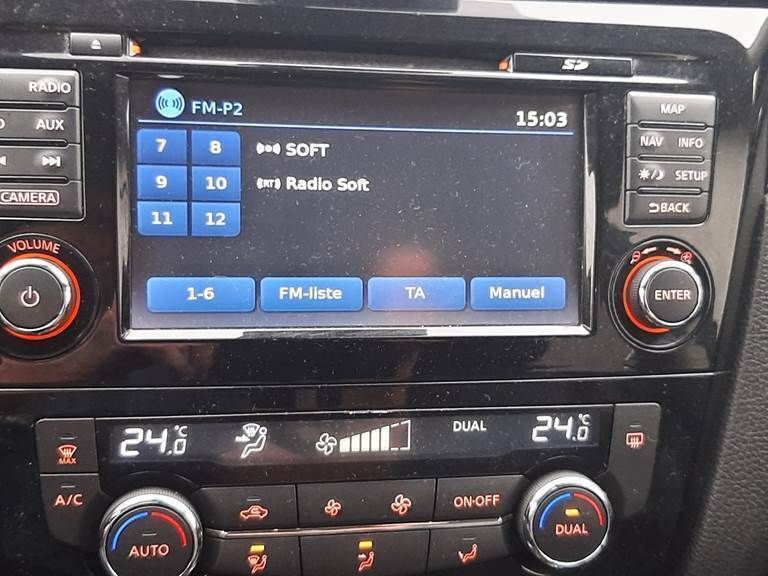 SD
RADIO
FM-P2
15:03
MAP
AUX
7 8
SOFT
NAV INFO
9 10
RT Radio Soft
SETUP
CAMERA
11 12
BACK
VOLUME
1-6 FM-liste TA Manuel
ENTER
24.0 °C
DUAL
24.0 °C
MAX
A/C
ON·OFF
AUTO
DUAL